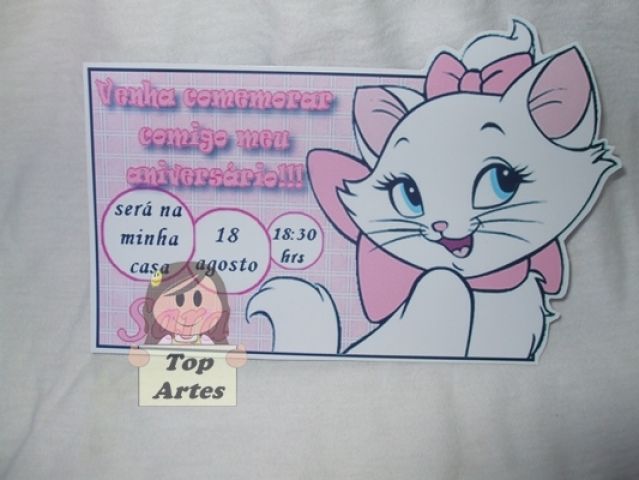 Venha comemorar
comigo meu
aniversário!!!
será na
minha
casa
18
agosto
18:30
hrs
Top
Artes